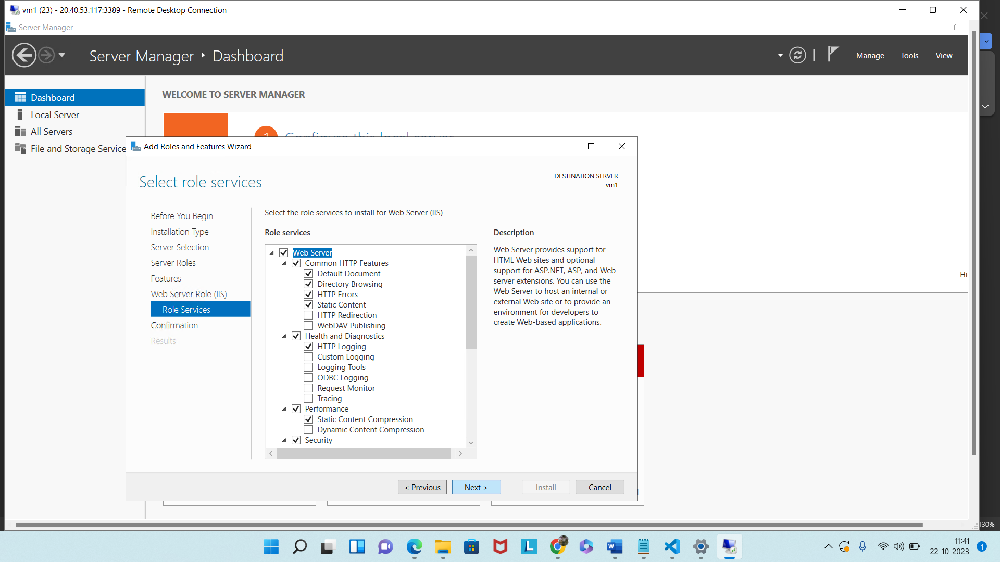 vm1 (23) - 20.40.53.117:3389 - Remote Desktop Connection
Server Manager
Server Manager ‣ Dashboard
Manage
Tools
View
Dashboard
Local Server
All Servers
File and Storage Service
WELCOME TO SERVER MANAGER
1
Configure this local server
Add Roles and Features Wizard
Select role services
DESTINATION SERVER
vm1
Before You Begin
Installation Type
Server Selection
Server Roles
Features
Web Server Role (IIS)
Role Services
Confirmation
Results
Select the role services to install for Web Server (IIS)
Role services
Web Server
Common HTTP Features
Default Document
Directory Browsing
HTTP Errors
Static Content
HTTP Redirection
WebDAV Publishing
Health and Diagnostics
HTTP Logging
Custom Logging
Logging Tools
ODBC Logging
Request Monitor
Tracing
Performance
Static Content Compression
Dynamic Content Compression
Security
Description
Web Server provides support for
HTML Web sites and optional
support for ASP.NET, ASP, and Web
server extensions. You can use the
Web Server to host an internal or
external Web site or to provide an
environment for developers to
create Web-based applications.
< Previous
Next >
Install
Cancel
130%
L
W
11:41
22-10-2023
1